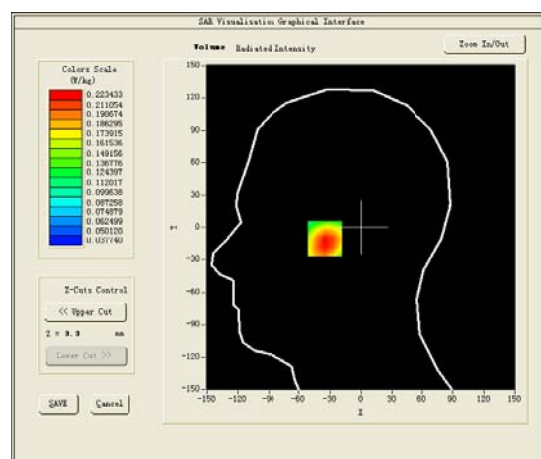 SAR Visualisation Graphical Interface
Volume Radiated Intensity
Zoom In/Out
Colors Scale
(W/kg)
0.223433
0.211054
0.198674
0.186295
0.173915
0.161536
0.149156
0.136776
0.124397
0.112017
0.099638
0.087258
0.074879
0.062499
0.050120
0.037740
150
90
60
30
0
-30
-60
-90
-120
-150
Y
-150 -120 -90 -60 -30 0 30 60 90 120 150
X
Z-Cuts Control
<< Upper Cut
Z = 0.0 mm
Lower Cut >>
SAVE
Cancel